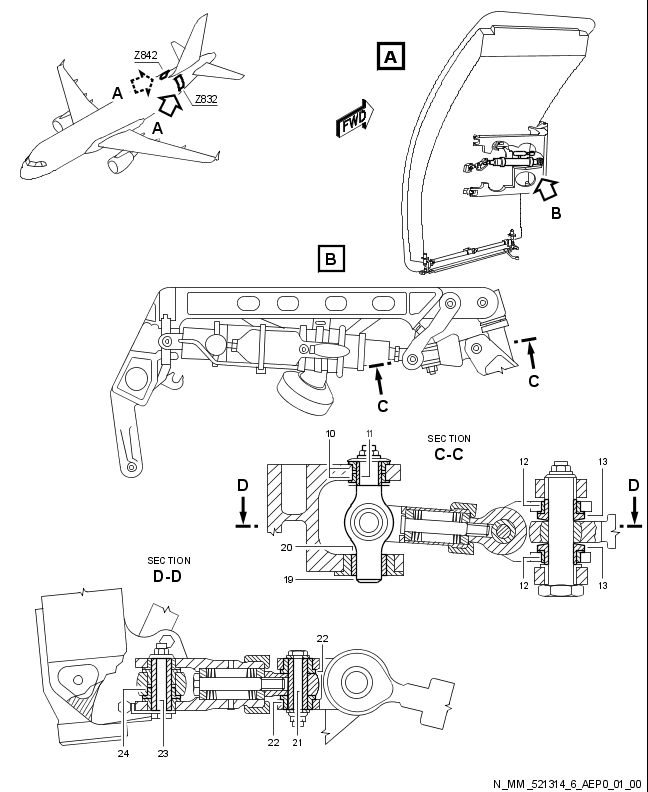 Z842
A
Z832
A
A
FWD
B
B
C
C
10
11
SECTION
C-C
12
13
D
D
20
19
12
13
SECTION
D-D
22
24
23
22
21
N_MM_521314_6_AEP0_01_00